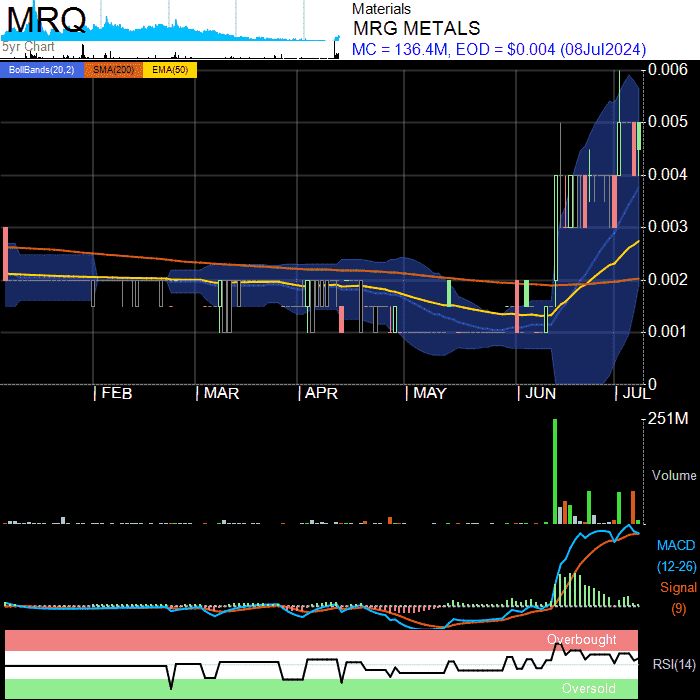 MRQ
5yr Chart
Materials
MRG METALS
MC = 136.4M, EOD = $0.004 (08Jul2024)
BollBands(20,2) SMA(200) EMA(50)
0.006
0.005
0.004
0.003
0.002
0.001
0
FEB MAR APR MAY JUN JUL
251M
Volume
MACD
(12-26)
Signal
(9)
Overbought
RSI(14)
Oversold